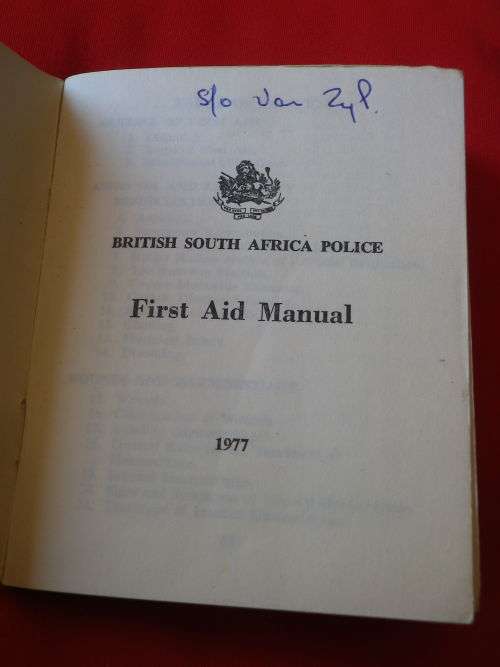 S/O Van Zyl.
BRITISH SOUTH AFRICA POLICE
First Aid Manual
1977